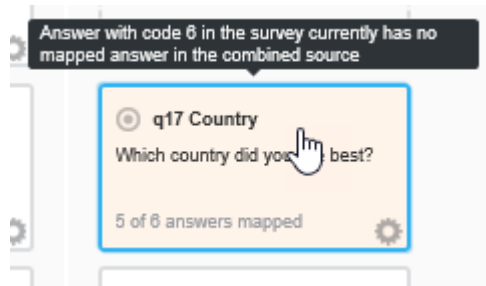 Answer with code 6 in the survey currently has no
mapped answer in the combined source
q17 Country
Which country did you best?
5 of 6 answers mapped